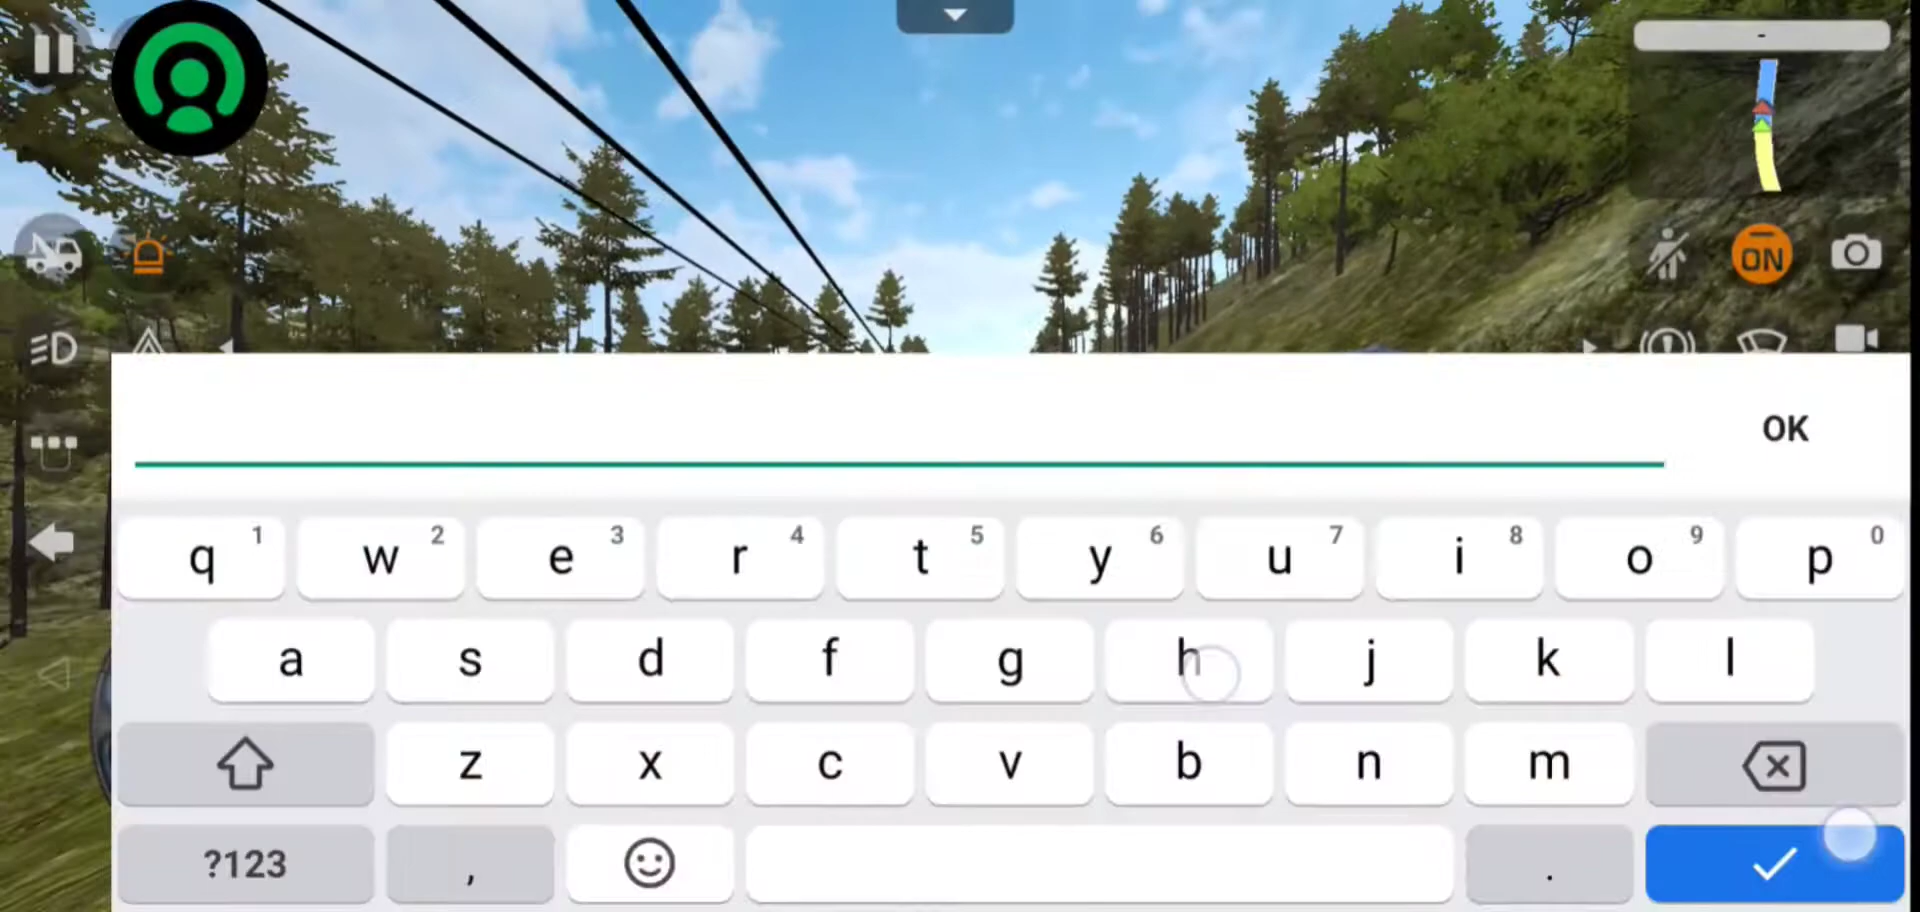 -
ON
OK
q 1 w 2 e 3 r 4 t 5 y 6 u 7 i 8 o 9 p 0
a s d f g h j k l
z x c v b n m
?123 , .